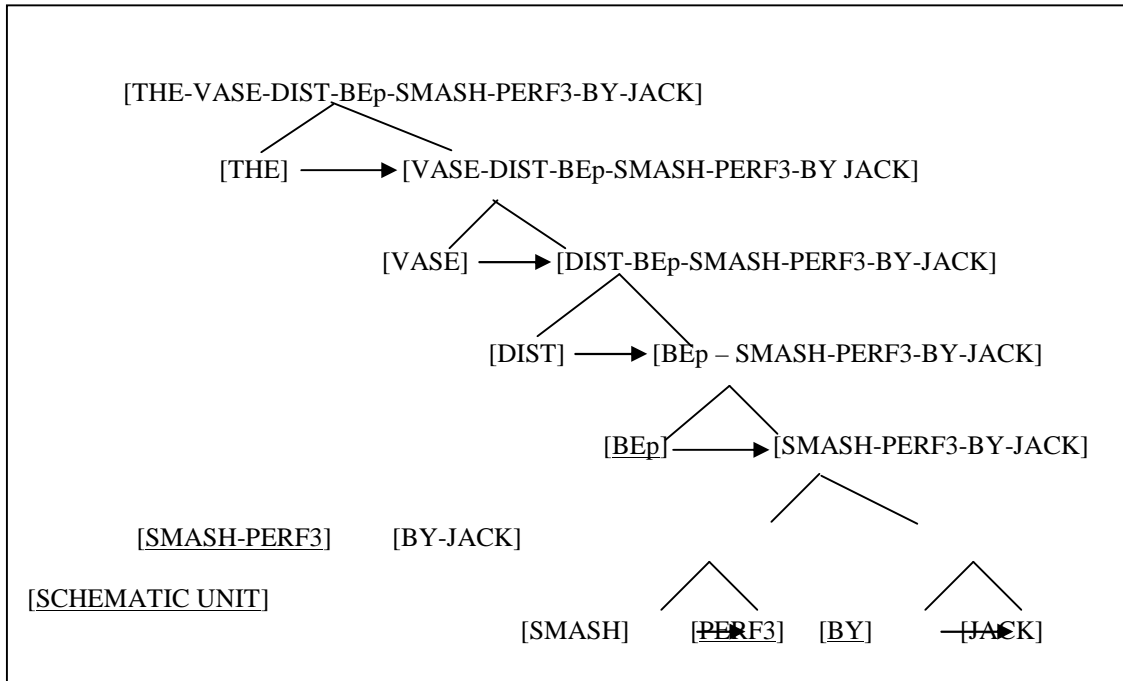 [THE-VASE-DIST-BEp-SMASH-PERF3-BY-JACK]
[THE] [VASE-DIST-BEp-SMASH-PERF3-BY JACK]
[VASE] [DIST-BEp-SMASH-PERF3-BY-JACK]
[DIST] [BEp – SMASH-PERF3-BY-JACK]
[BEp] [SMASH-PERF3-BY-JACK]
[SMASH-PERF3] [BY-JACK]
[SCHEMATIC UNIT]
[SMASH] [PERF3] [BY] [JACK]